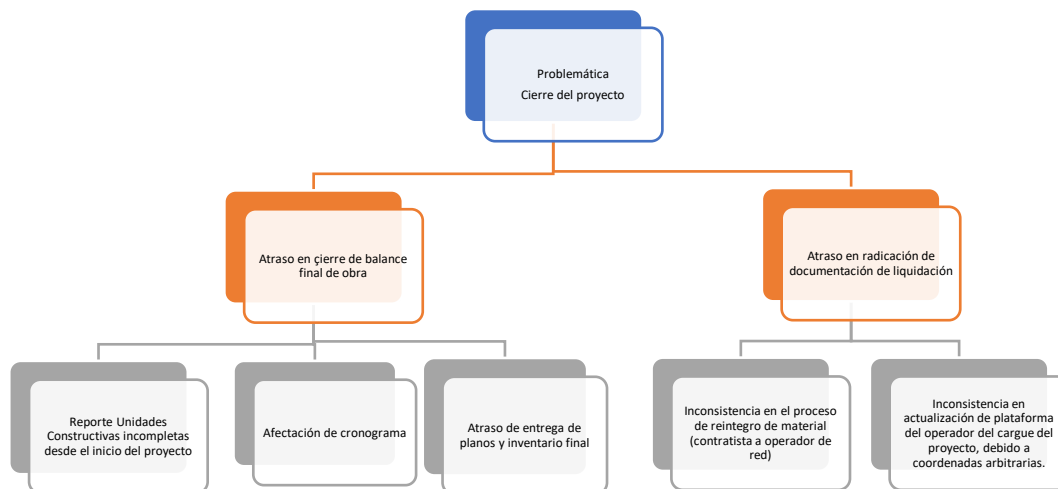 Problemática
Cierre del proyecto
Atraso en çierre de balance
final de obra
Atraso en radicación de
documentación de liquidación
Reporte Unidades
Constructivas incompletas
desde el inicio del proyecto
Afectación de cronograma
Atraso de entrega de
planos y inventario final
Inconsistencia en el proceso
de reintegro de material
(contratista a operador de
red)
Inconsistencia en
actualización de plataforma
del operador del cargue del
proyecto, debido a
coordenadas arbitrarias.